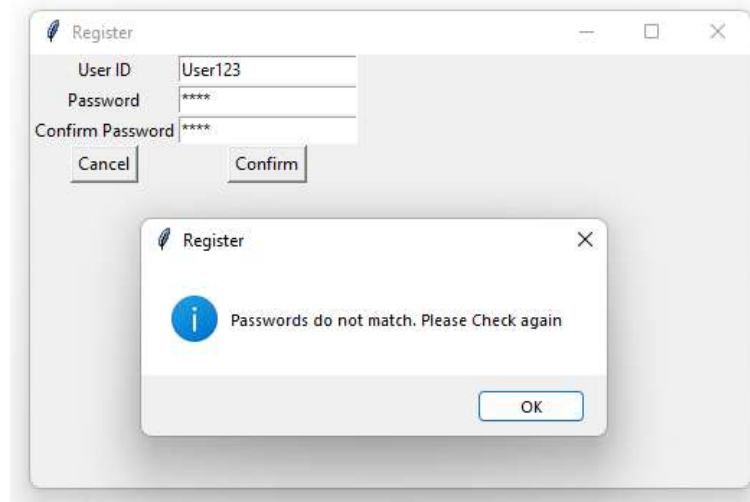 Register
User ID User123
Password ****
Confirm Password ****
Cancel Confirm
Register
Passwords do not match. Please Check again
OK